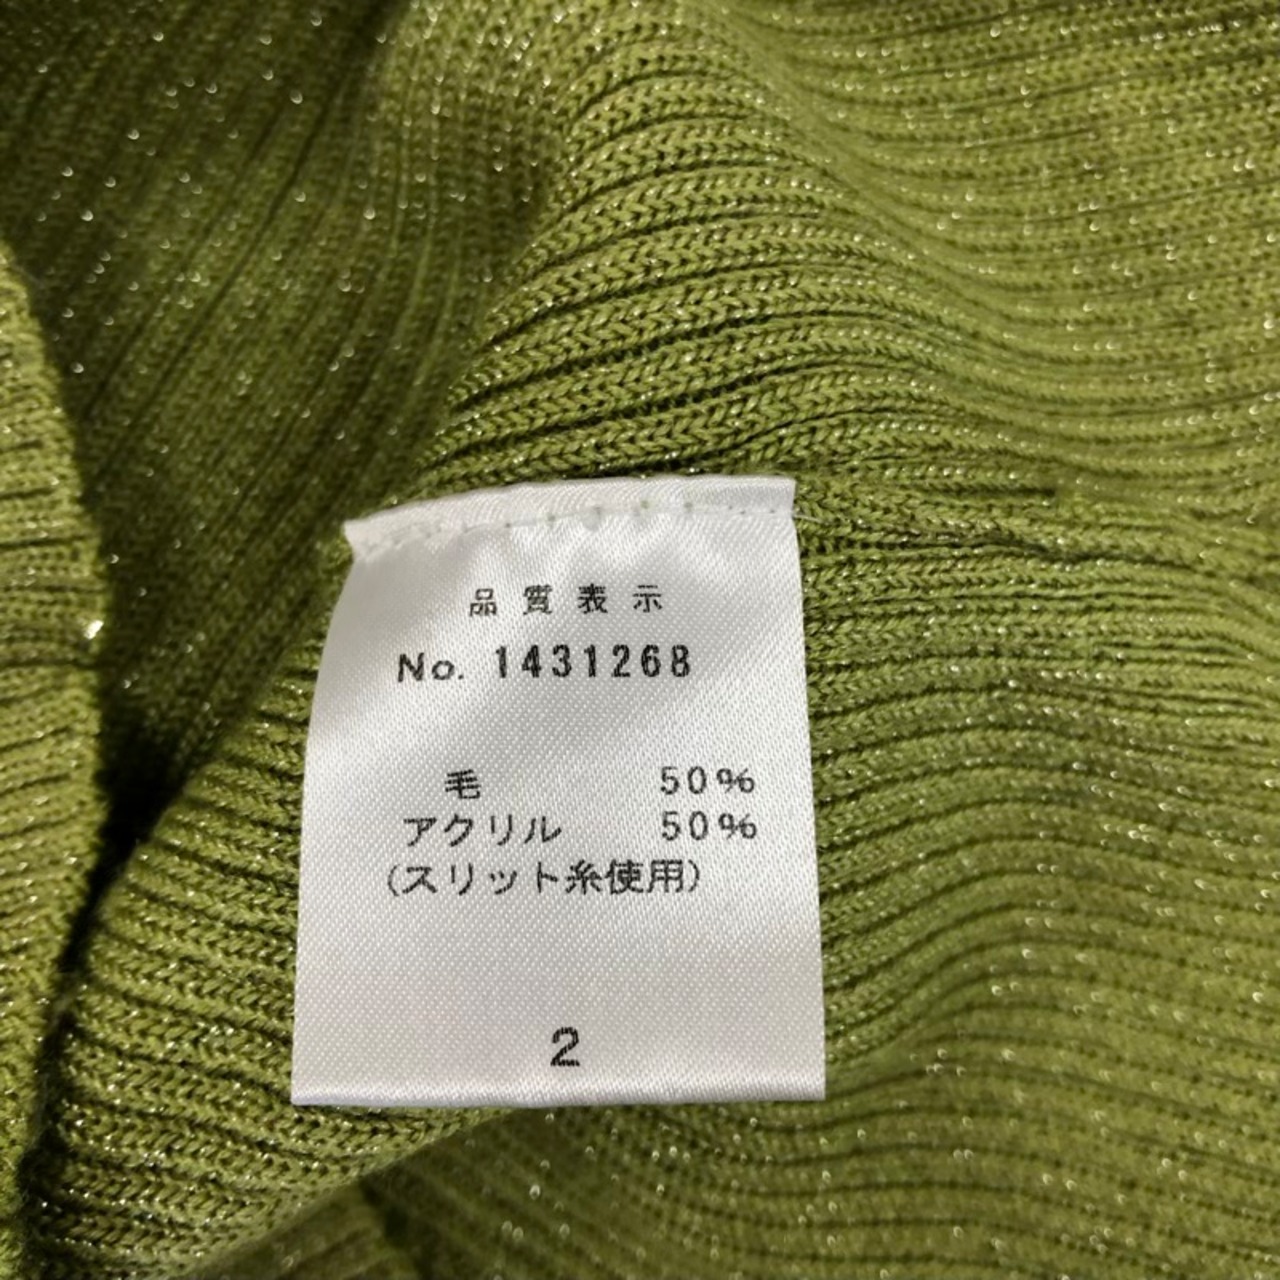 品質表示
No. 1431268
毛 50%
アクリル 50%
(スリット糸使用)
2